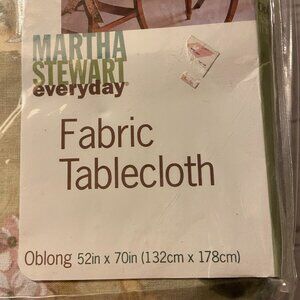 MARTHA
STEWART
everyday®
Fabric
Tablecloth
Oblong 52in x 70in (132cm x 178cm)